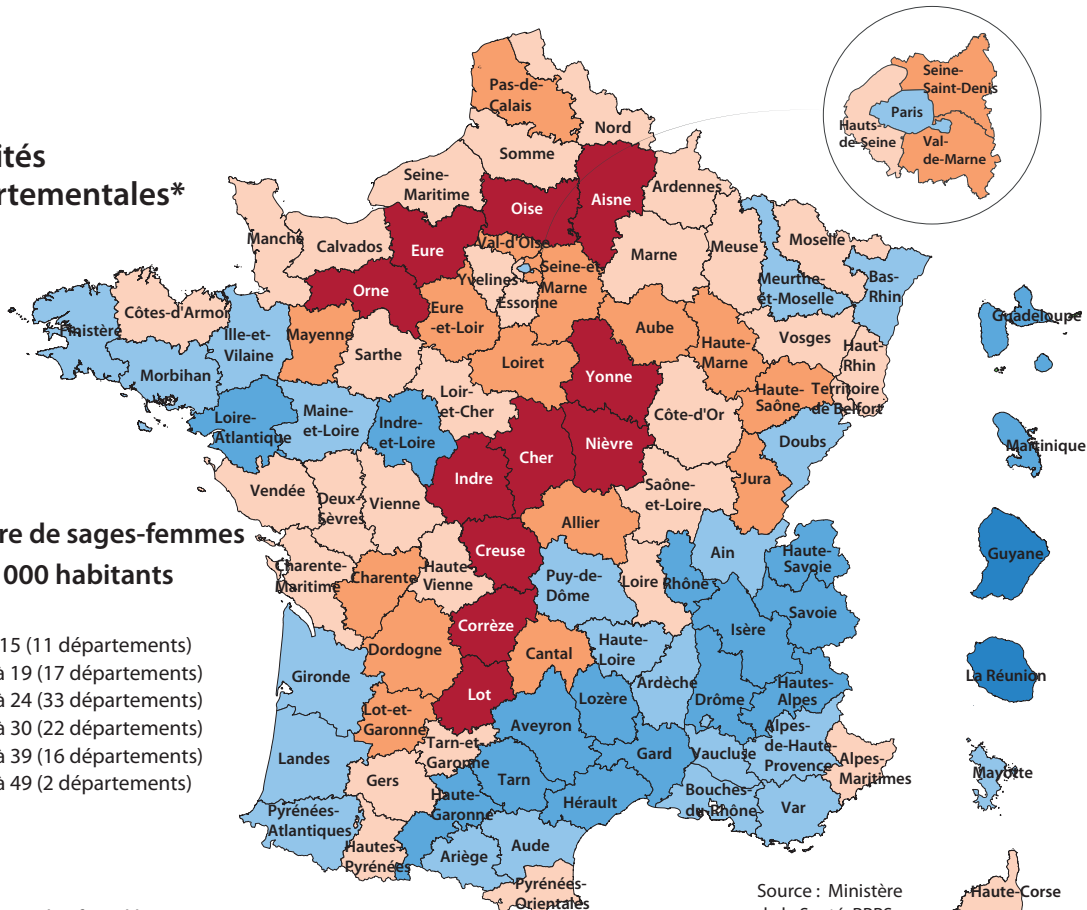 ités
rtementales*
re de sages-femmes
000 habitants
15 (11 départements)
à 19 (17 départements)
à 24 (33 départements)
à 30 (22 départements)
à 39 (16 départements)
à 49 (2 départements)
Seine-
Saint-Denis
Paris
Hauts-
de-Seine
Val-
de-Marne
Pas-de-
Calais
Nord
Somme
Seine-
Maritime
Oise
Aisne
Ardennes
Manche
Calvados
Eure
Val-d'Oise
Marne
Meuse
Moselle
Orne
Yvelines
Essonne
Seine-et
Marne
Meurthe-
et-Moselle
Bas-
Rhin
Finistère
Côtes-d'Armor
Ille-et-
Vilaine
Mayenne
Eure
-et-Loir
Aube
Haute-
Marne
Vosges
Haut-
Rhin
Morbihan
Sarthe
Loiret
Yonne
Haute-
Saône
Territoire
de Belfort
Loire-
Atlantique
Maine-
et-Loire
Indre-
et-Loire
Loir-
et-Cher
Cher
Nièvre
Côte-d'Or
Doubs
Vendée
Deux-
Sèvres
Vienne
Indre
Saône-
et-Loire
Jura
Allier
Charente-
Maritime
Charente
Haute-
Vienne
Creuse
Puy-de-
Dôme
Loire
Rhône
Ain
Haute-
Savoie
Savoie
Isère
Corrèze
Dordogne
Cantal
Haute-
Loire
Ardèche
Drôme
Hautes-
Alpes
Gironde
Lot
Lozère
Aveyron
Lot-et-
Garonne
Tarn-et-
Garonne
Gard
Vaucluse
Alpes-
de-Haute-
Provence
Alpes-
Maritimes
Landes
Gers
Tarn
Haute-
Garonne
Hérault
Bouches-
du-Rhône
Var
Pyrénées-
Atlantiques
Hautes-
Pyrénées
Ariège
Aude
Pyrénées-
Orientales
Guadeloupe
Martinique
Guyane
La Réunion
Mayotte
Haute-Corse
Source : Ministère